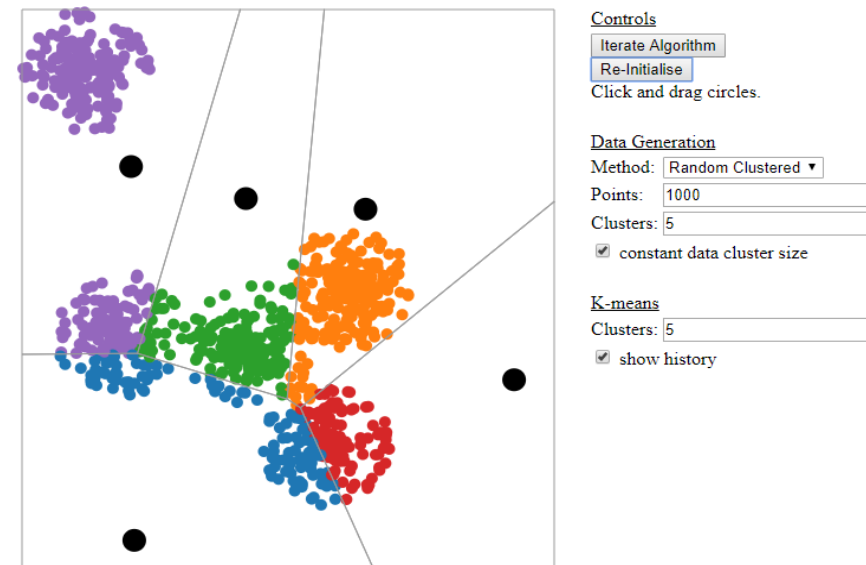 Controls
Iterate Algorithm
Re-Initialise
Click and drag circles.
Data Generation
Method: Random Clustered ▼
Points: 1000
Clusters: 5
constant data cluster size
K-means
Clusters: 5
show history